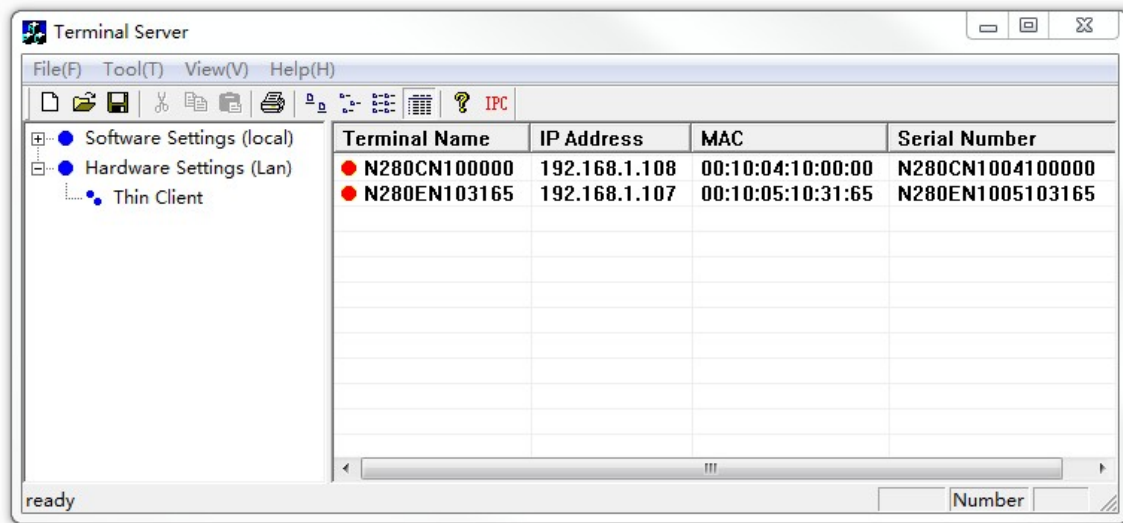 Terminal Server
File(F) Tool(T) View(V) Help(H)
IPC
Software Settings (local)
Hardware Settings (Lan)
Thin Client
Terminal Name IP Address MAC Serial Number
N280CN100000 192.168.1.108 00:10:04:10:00:00 N280CN1004100000
N280EN103165 192.168.1.107 00:10:05:10:31:65 N280EN1005103165
ready Number